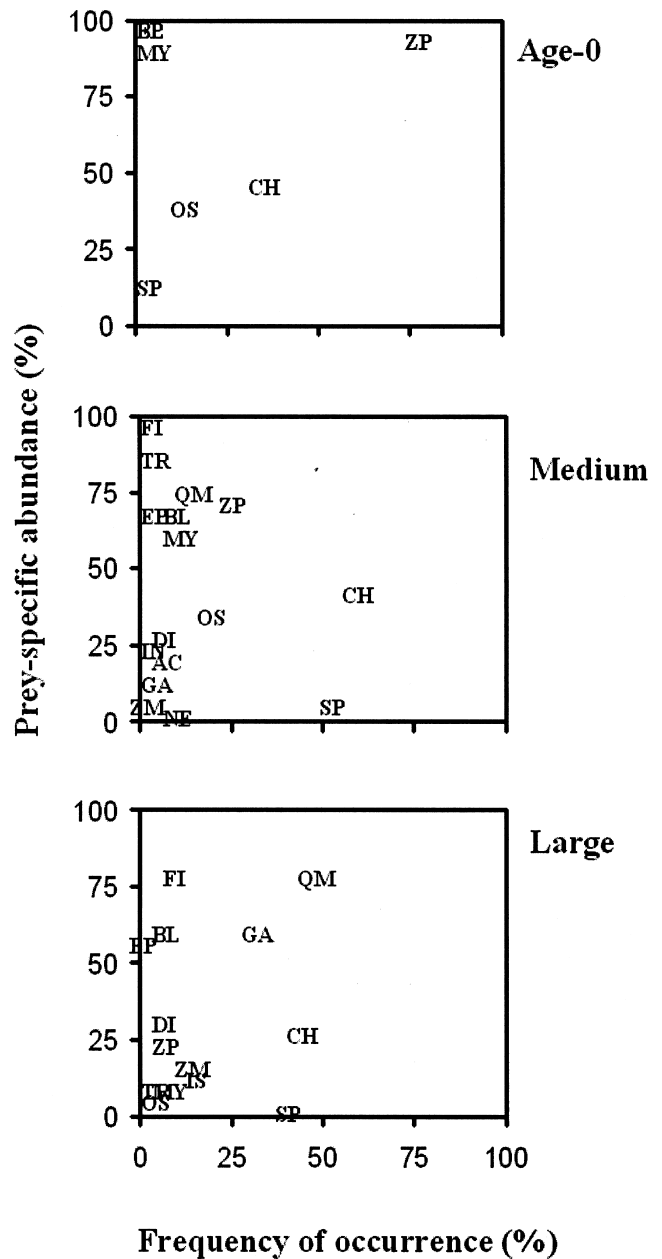 Prey-specific abundance (%)
Age-0
100
75
50
25
0
MY
ZP
CH
OS
SP
Medium
100
75
50
25
0
FI
TR
QM
ZP
EP
BL
MY
CH
OS
DI
IN
AC
GA
ZM
SP
NE
Large
100
75
50
25
0
FI
QM
BL
GA
EP
DI
CH
ZP
ZM
IS
TR
OS
SP
0 25 50 75 100
Frequency of occurrence (%)